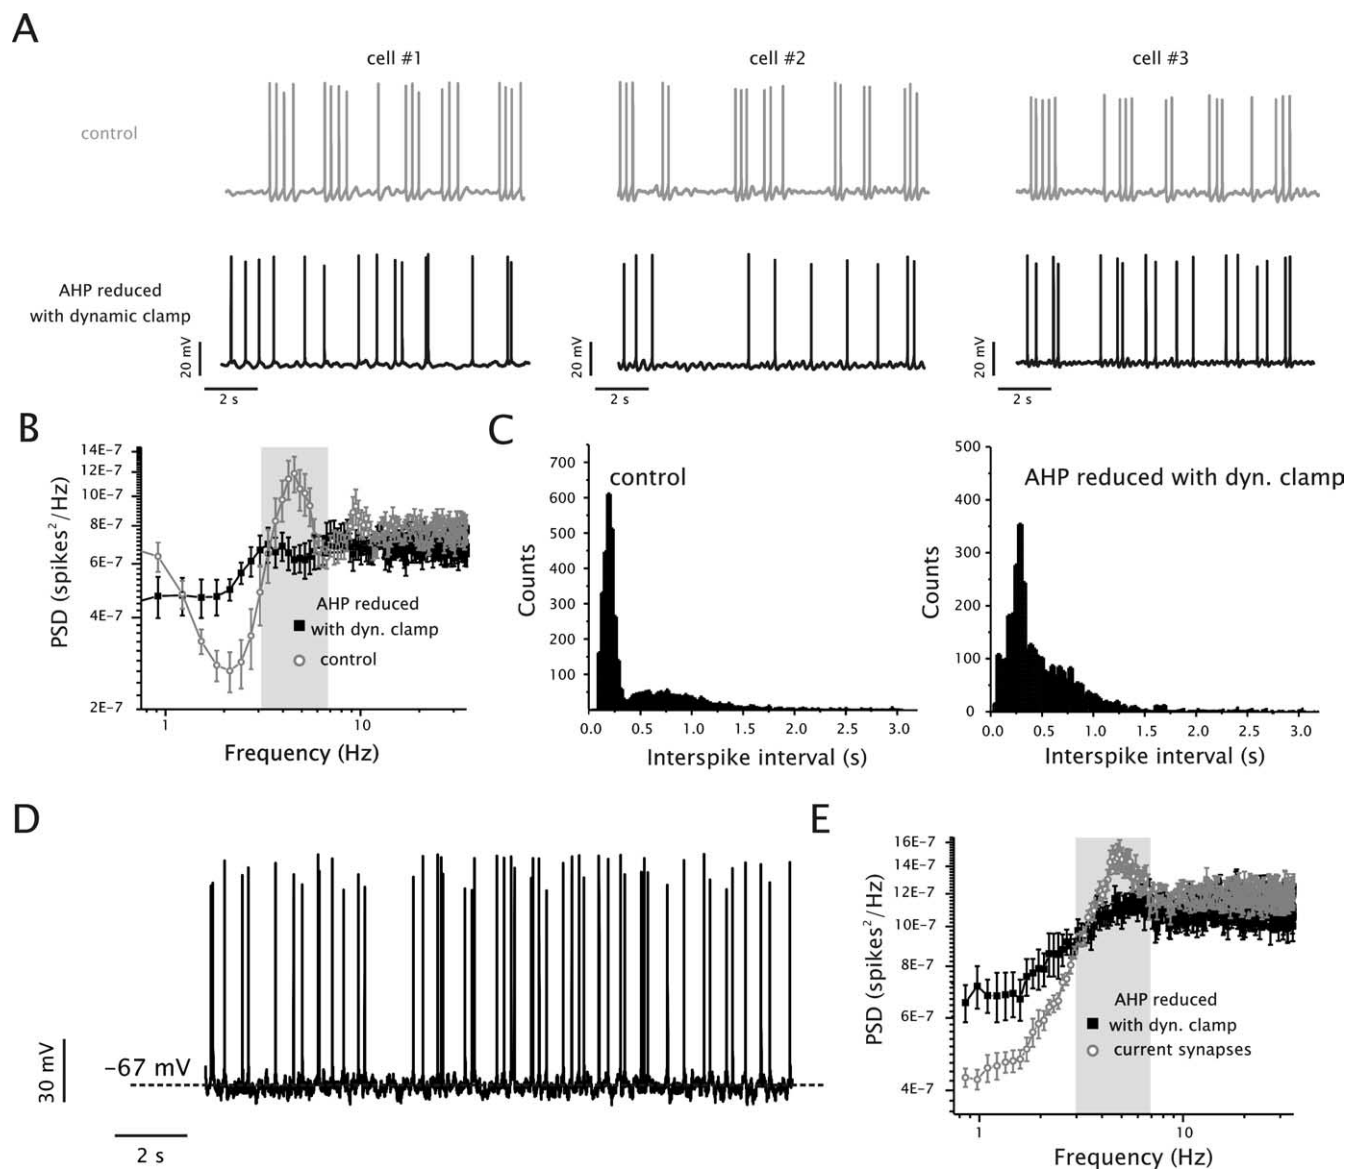 A
cell #1
cell #2
cell #3
control
AHP reduced
with dynamic clamp
20 mV
2 s
20 mV
2 s
20 mV
2 s
B
14E-7
12E-7
10E-7
8E-7
6E-7
4E-7
2E-7
PSD (spikes²/Hz)
AHP reduced
with dyn. clamp
control
1
10
Frequency (Hz)
C
700
600
500
400
300
200
100
Counts
control
0.0
0.5
1.0
1.5
2.0
2.5
3.0
Interspike interval (s)
500
400
300
200
100
0
Counts
AHP reduced with dyn. clamp
0.0
0.5
1.0
1.5
2.0
2.5
3.0
Interspike interval (s)
D
30 mV
–67 mV
2 s
E
16E-7
14E-7
12E-7
10E-7
8E-7
6E-7
4E-7
PSD (spikes²/Hz)
AHP reduced
with dyn. clamp
current synapses
1
10
Frequency (Hz)